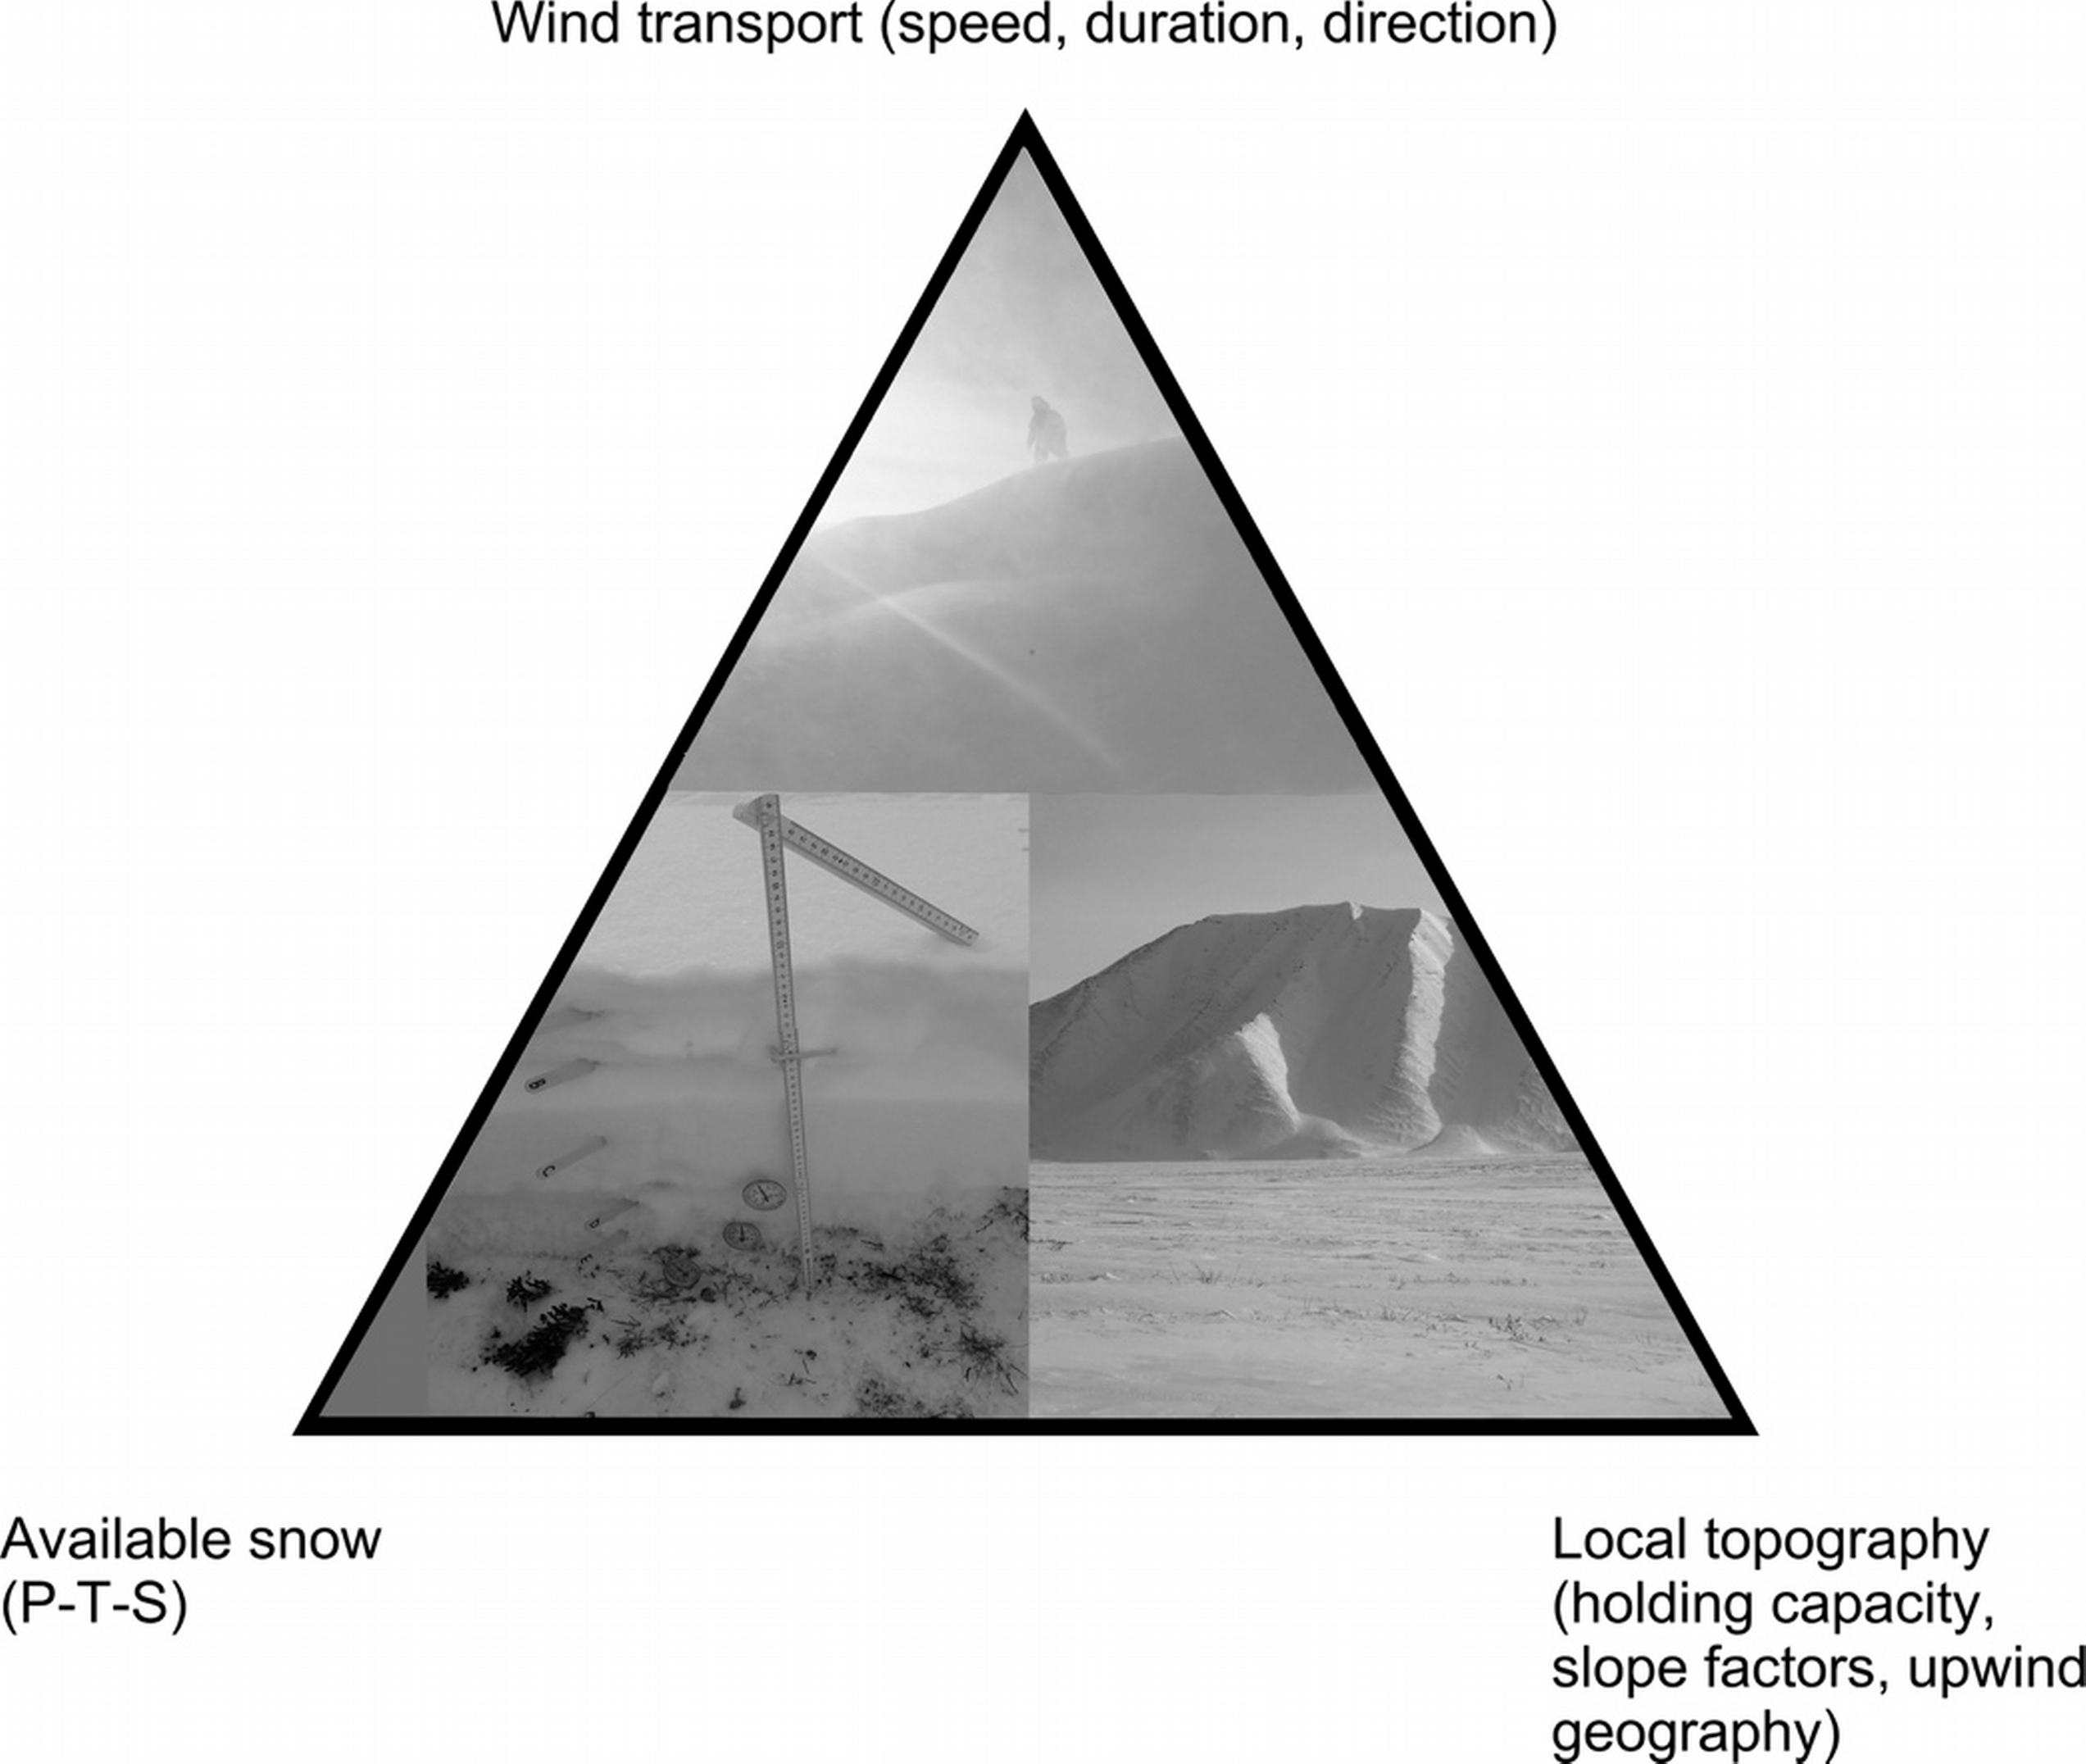 Wind transport (speed, duration, direction)
B
C
D
Available snow
(P-T-S)
Local topography
(holding capacity,
slope factors, upwind
geography)